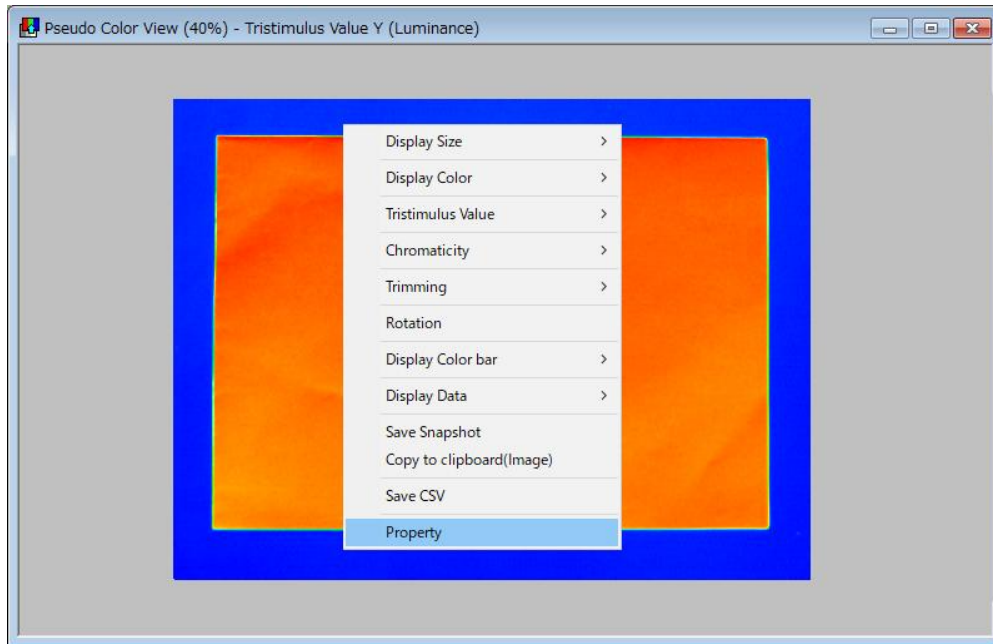 Pseudo Color View (40%) - Tristimulus Value Y (Luminance)
Display Size
Display Color
Tristimulus Value
Chromaticity
Trimming
Rotation
Display Color bar
Display Data
Save Snapshot
Copy to clipboard(Image)
Save CSV
Property